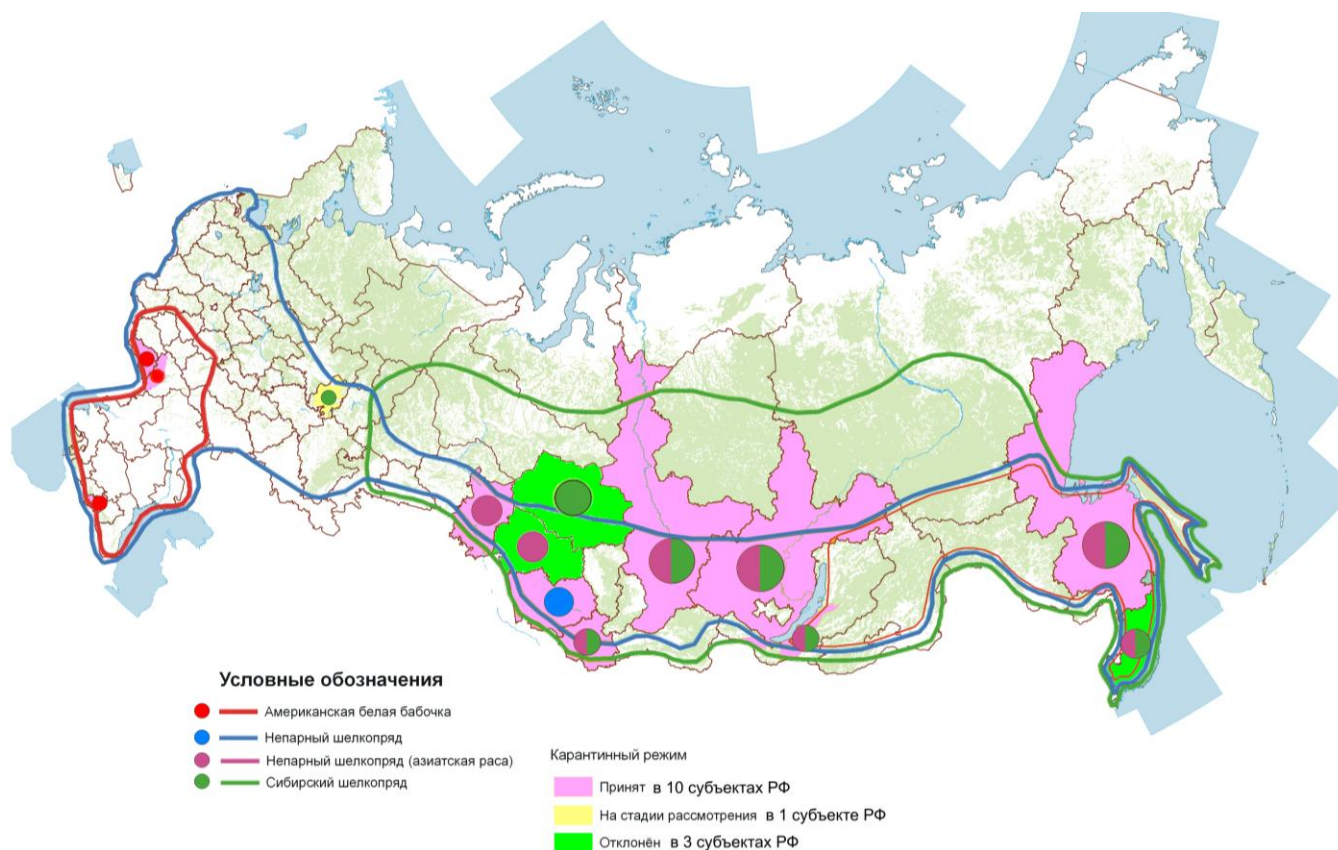 Условные обозначения
Американская белая бабочка
Непарный шелкопряд
Непарный шелкопряд (азиатская раса)
Сибирский шелкопряд
Карантинный режим
Принят в 10 субъектах РФ
На стадии рассмотрения в 1 субъекте РФ
Отклонён в 3 субъектах РФ